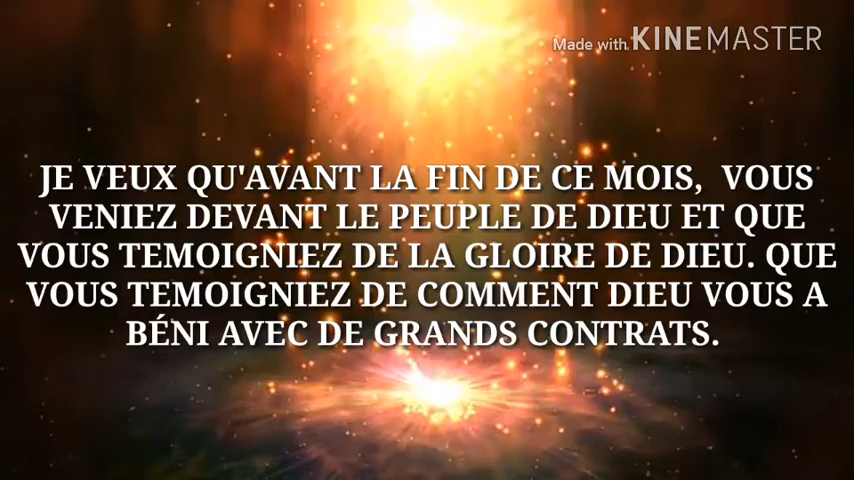 Made with KINEMASTER
JE VEUX QU'AVANT LA FIN DE CE MOIS, VOUS
VENIEZ DEVANT LE PEUPLE DE DIEU ET QUE
VOUS TEMOIGNIEZ DE LA GLOIRE DE DIEU. QUE
VOUS TEMOIGNIEZ DE COMMENT DIEU VOUS A
BÉNI AVEC DE GRANDS CONTRATS.